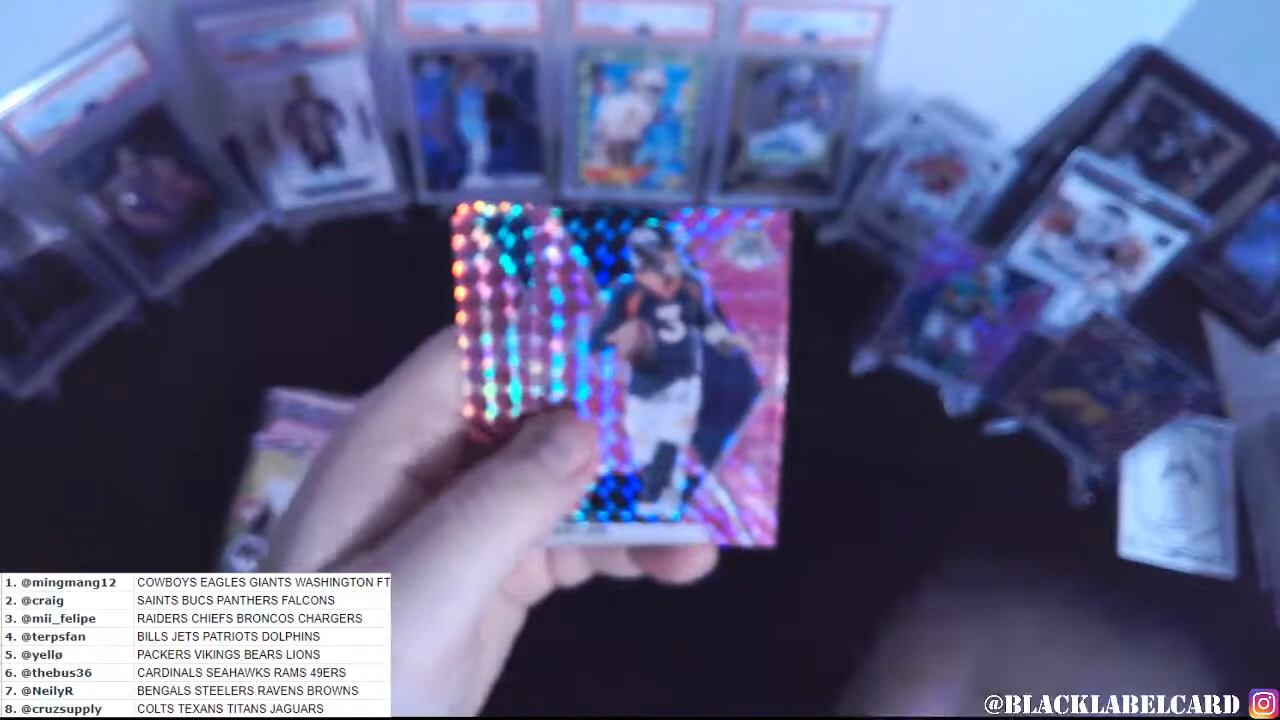 3
1. @mingmang12 COWBOYS EAGLES GIANTS WASHINGTON FT
2. @craig SAINTS BUCS PANTHERS FALCONS
3. @mii_felipe RAIDERS CHIEFS BRONCOS CHARGERS
4. @terpsfan BILLS JETS PATRIOTS DOLPHINS
5. @yellø PACKERS VIKINGS BEARS LIONS
6. @thebus36 CARDINALS SEAHAWKS RAMS 49ERS
7. @NeilyR BENGALS STEELERS RAVENS BROWNS
8. @cruzsupply COLTS TEXANS TITANS JAGUARS
@BLACKLABELCARD